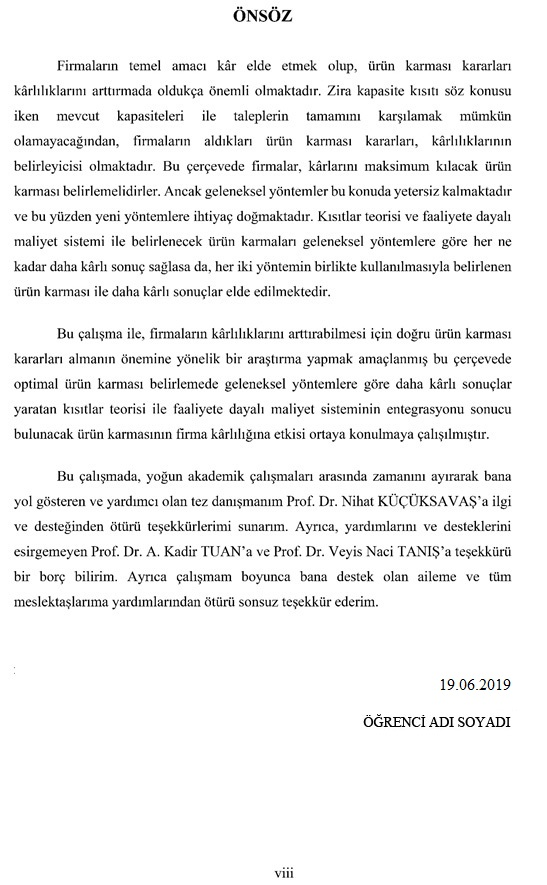 ÖNSÖZ
Firmaların temel amacı kâr elde etmek olup, ürün karması kararları
kârlılıklarını arttırmada oldukça önemli olmaktadır. Zira kapasite kısıtı söz konusu
iken mevcut kapasiteleri ile taleplerin tamamını karşılamak mümkün
olamayacağından, firmaların aldıkları ürün karması kararları, kârlılıklarının
belirleyicisi olmaktadır. Bu çerçevede firmalar, kârlarını maksimum kılacak ürün
karması belirlemelidirler. Ancak geleneksel yöntemler bu konuda yetersiz kalmaktadır
ve bu yüzden yeni yöntemlere ihtiyaç doğmaktadır. Kısıtlar teorisi ve faaliyete dayalı
maliyet sistemi ile belirlenecek ürün karmaları geleneksel yöntemlere göre her ne
kadar daha kârlı sonuç sağlasa da, her iki yöntemin birlikte kullanılmasıyla belirlenen
ürün karması ile daha kârlı sonuçlar elde edilmektedir.
Bu çalışma ile, firmaların kârlılıklarını arttırabilmesi için doğru ürün karması
kararları almanın önemine yönelik bir araştırma yapmak amaçlanmış bu çerçevede
optimal ürün karması belirlemede geleneksel yöntemlere göre daha kârlı sonuçlar
yaratan kısıtlar teorisi ile faaliyete dayalı maliyet sisteminin entegrasyonu sonucu
bulunacak ürün karmasının firma kârlılığına etkisi ortaya konulmaya çalışılmıştır.
Bu çalışmada, yoğun akademik çalışmaları arasında zamanını ayırarak bana
yol gösteren ve yardımcı olan tez danışmanım Prof. Dr. Nihat KÜÇÜKSAVAŞ’a ilgi
ve desteğinden ötürü teşekkürlerimi sunarım. Ayrıca, yardımlarını ve desteklerini
esirgemeyen Prof. Dr. A. Kadir TUAN’a ve Prof. Dr. Veyis Naci TANIŞ’a teşekkürü
bir borç bilirim. Ayrıca çalışmam boyunca bana destek olan aileme ve tüm
meslektaşlarıma yardımlarından ötürü sonsuz teşekkür ederim.
19.06.2019
ÖĞRENCİ ADI SOYADI
viii